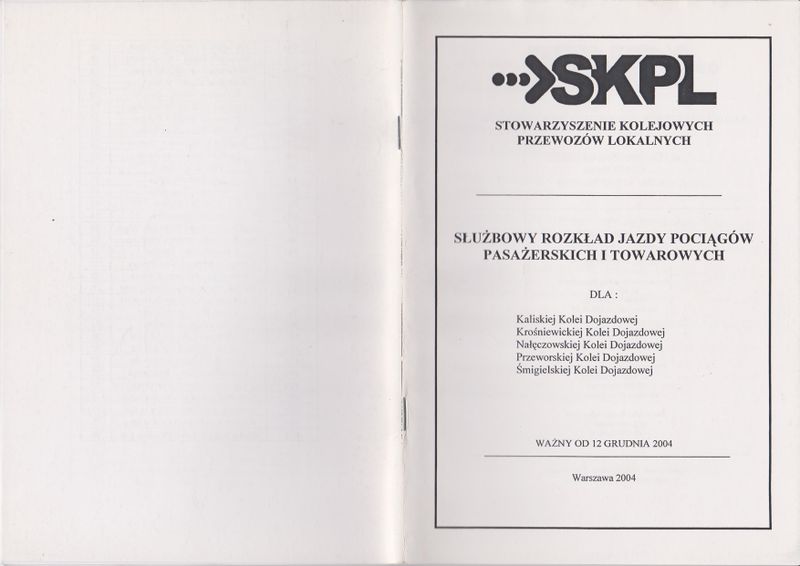 SKPL
STOWARZYSZENIE KOLEJOWYCH
PRZEWOZÓW LOKALNYCH
SŁUŻBOWY ROZKŁAD JAZDY POCIĄGÓW
PASAŻERSKICH I TOWAROWYCH
DLA :
Kaliskiej Kolei Dojazdowej
Krośniewickiej Kolei Dojazdowej
Nałęczowskiej Kolei Dojazdowej
Przeworskiej Kolei Dojazdowej
Śmigielskiej Kolei Dojazdowej
WAŻNY OD 12 GRUDNIA 2004
Warszawa 2004